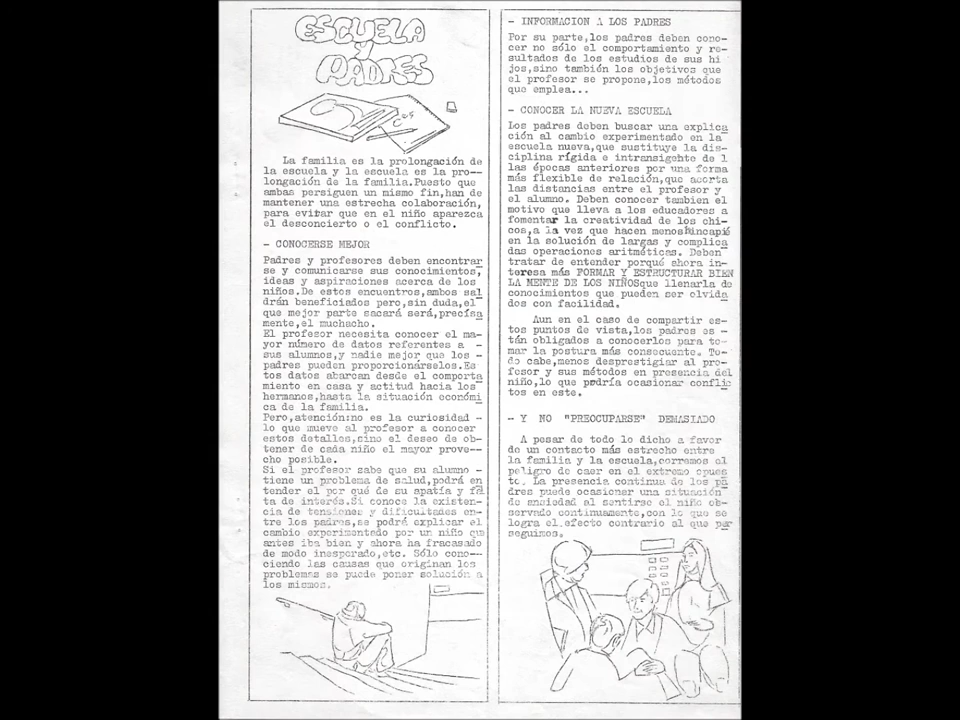 ESCUELA
y
PADRES
La familia es la prolongación de
la escuela y la escuela es la pro--
longación de la familia.Puesto que
ambas persiguen un mismo fin,han de
mantener una estrecha colaboración,
para evitar que en el niño aparezca
el desconcierto o el conflicto.
- CONOCERSE MEJOR
Padres y profesores deben encontrar
se y comunicarse sus conocimientos,
ideas y aspiraciones acerca de los
niños.De estos encuentros,ambos sal
drán beneficiados pero,sin duda,el
que mejor parte sacará será,precisa
mente,el muchacho.
El profesor necesita conocer el ma-
yor número de datos referentes a -
sus alumnos,y nadie mejor que los -
padres pueden proporcionárselos.Es
tos datos abarcan desde el comporta
miento en casa y actitud hacia los
hermanos,hasta la situación económi
ca de la familia.
Pero,atención:no es la curiosidad -
lo que mueve al profesor a conocer
estos detalles,sino el deseo de ob-
tener de cada niño el mayor prove--
cho posible.
Si el profesor sabe que su alumno -
tiene un problema de salud,podrá en
tender el por qué de su apatía y fal
ta de interés.Si conoce la existen-
cia de tensiones y dificultades en-
tre los padres,se podrá explicar el
cambio experimentado por un niño que
antes iba bien y ahora ha fracasado
de modo inesperado,etc. Sólo cono--
ciendo las causas que originan los
problemas se puede poner solución a
los mismos.
- INFORMACION A LOS PADRES
Por su parte,los padres deben cono-
cer no sólo el comportamiento y re-
sultados de los estudios de sus hi
jos,sino también los objetivos que
el profesor se propone,los métodos
que emplea...
- CONOCER LA NUEVA ESCUELA
Los padres deben buscar una explica
ción al cambio experimentado en la
escuela nueva,que sustituye la dis-
ciplina rígida e intransigehte de l
las épocas anteriores por una forma
más flexible de relación,que acorta
las distancias entre el profesor y
el alumno. Deben conocer tambien el
motivo que lleva a los educadores a
fomentar la creatividad de los chi-
cos,a la vez que hacen menoshincapié
en la solución de largas y complica
das operaciones aritméticas. Deben
tratar de entender porqué ahora in-
teresa más FORMAR Y ESTRUCTURAR BIEN
LA MENTE DE LOS NIÑOSque llenarla de
conocimientos que pueden ser olvida
dos con facilidad.
Aun en el caso de compartir es-
tos puntos de vista,los padres es -
tán obligados a conocerlos para to-
mar la postura más consecuente. To-
do cabe,menos desprestigiar al pro-
fesor y sus métodos en presencia del
niño,lo que podría ocasionar conflic
tos en este.
- Y NO "PREOCUPARSE" DEMASIADO
A pesar de todo lo dicho a favor
de un contacto más estrecho entre
la familia y la escuela,corremos el
peligro de caer en el extremo opues
to. La presencia continua de los pa
dres puede ocasionar una situación
de ansiedad al sentirse el niño ob-
servado continuamente,con lo que se
logra el efecto contrario al que per
seguimos.